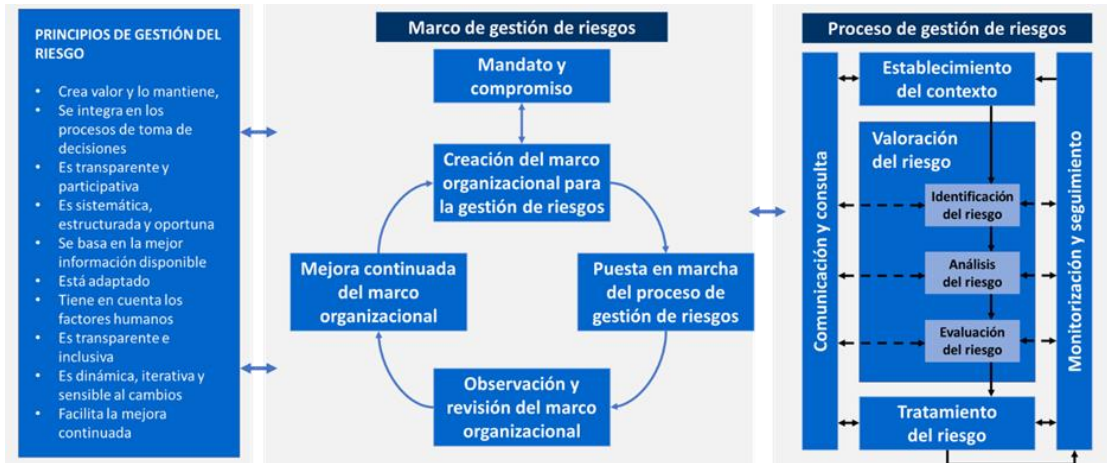 PRINCIPIOS DE GESTIÓN DEL
RIESGO
• Crea valor y lo mantiene,
• Se integra en los
procesos de toma de
decisiones
• Es transparente y
participativa
• Es sistemática,
estructurada y oportuna
• Se basa en la mejor
información disponible
• Está adaptado
• Tiene en cuenta los
factores humanos
• Es transparente e
inclusiva
• Es dinámica, iterativa y
sensible al cambios
• Facilita la mejora
continuada
Marco de gestión de riesgos
Mandato y
compromiso
Creación del marco
organizacional para
la gestión de riesgos
Mejora continuada
del marco
organizacional
Puesta en marcha
del proceso de
gestión de riesgos
Observación y
revisión del marco
organizacional
Proceso de gestión de riesgos
Comunicación y consulta
Establecimiento
del contexto
Valoración
del riesgo
Identificación
del riesgo
Análisis
del riesgo
Evaluación
del riesgo
Tratamiento
del riesgo
Monitorización y seguimiento